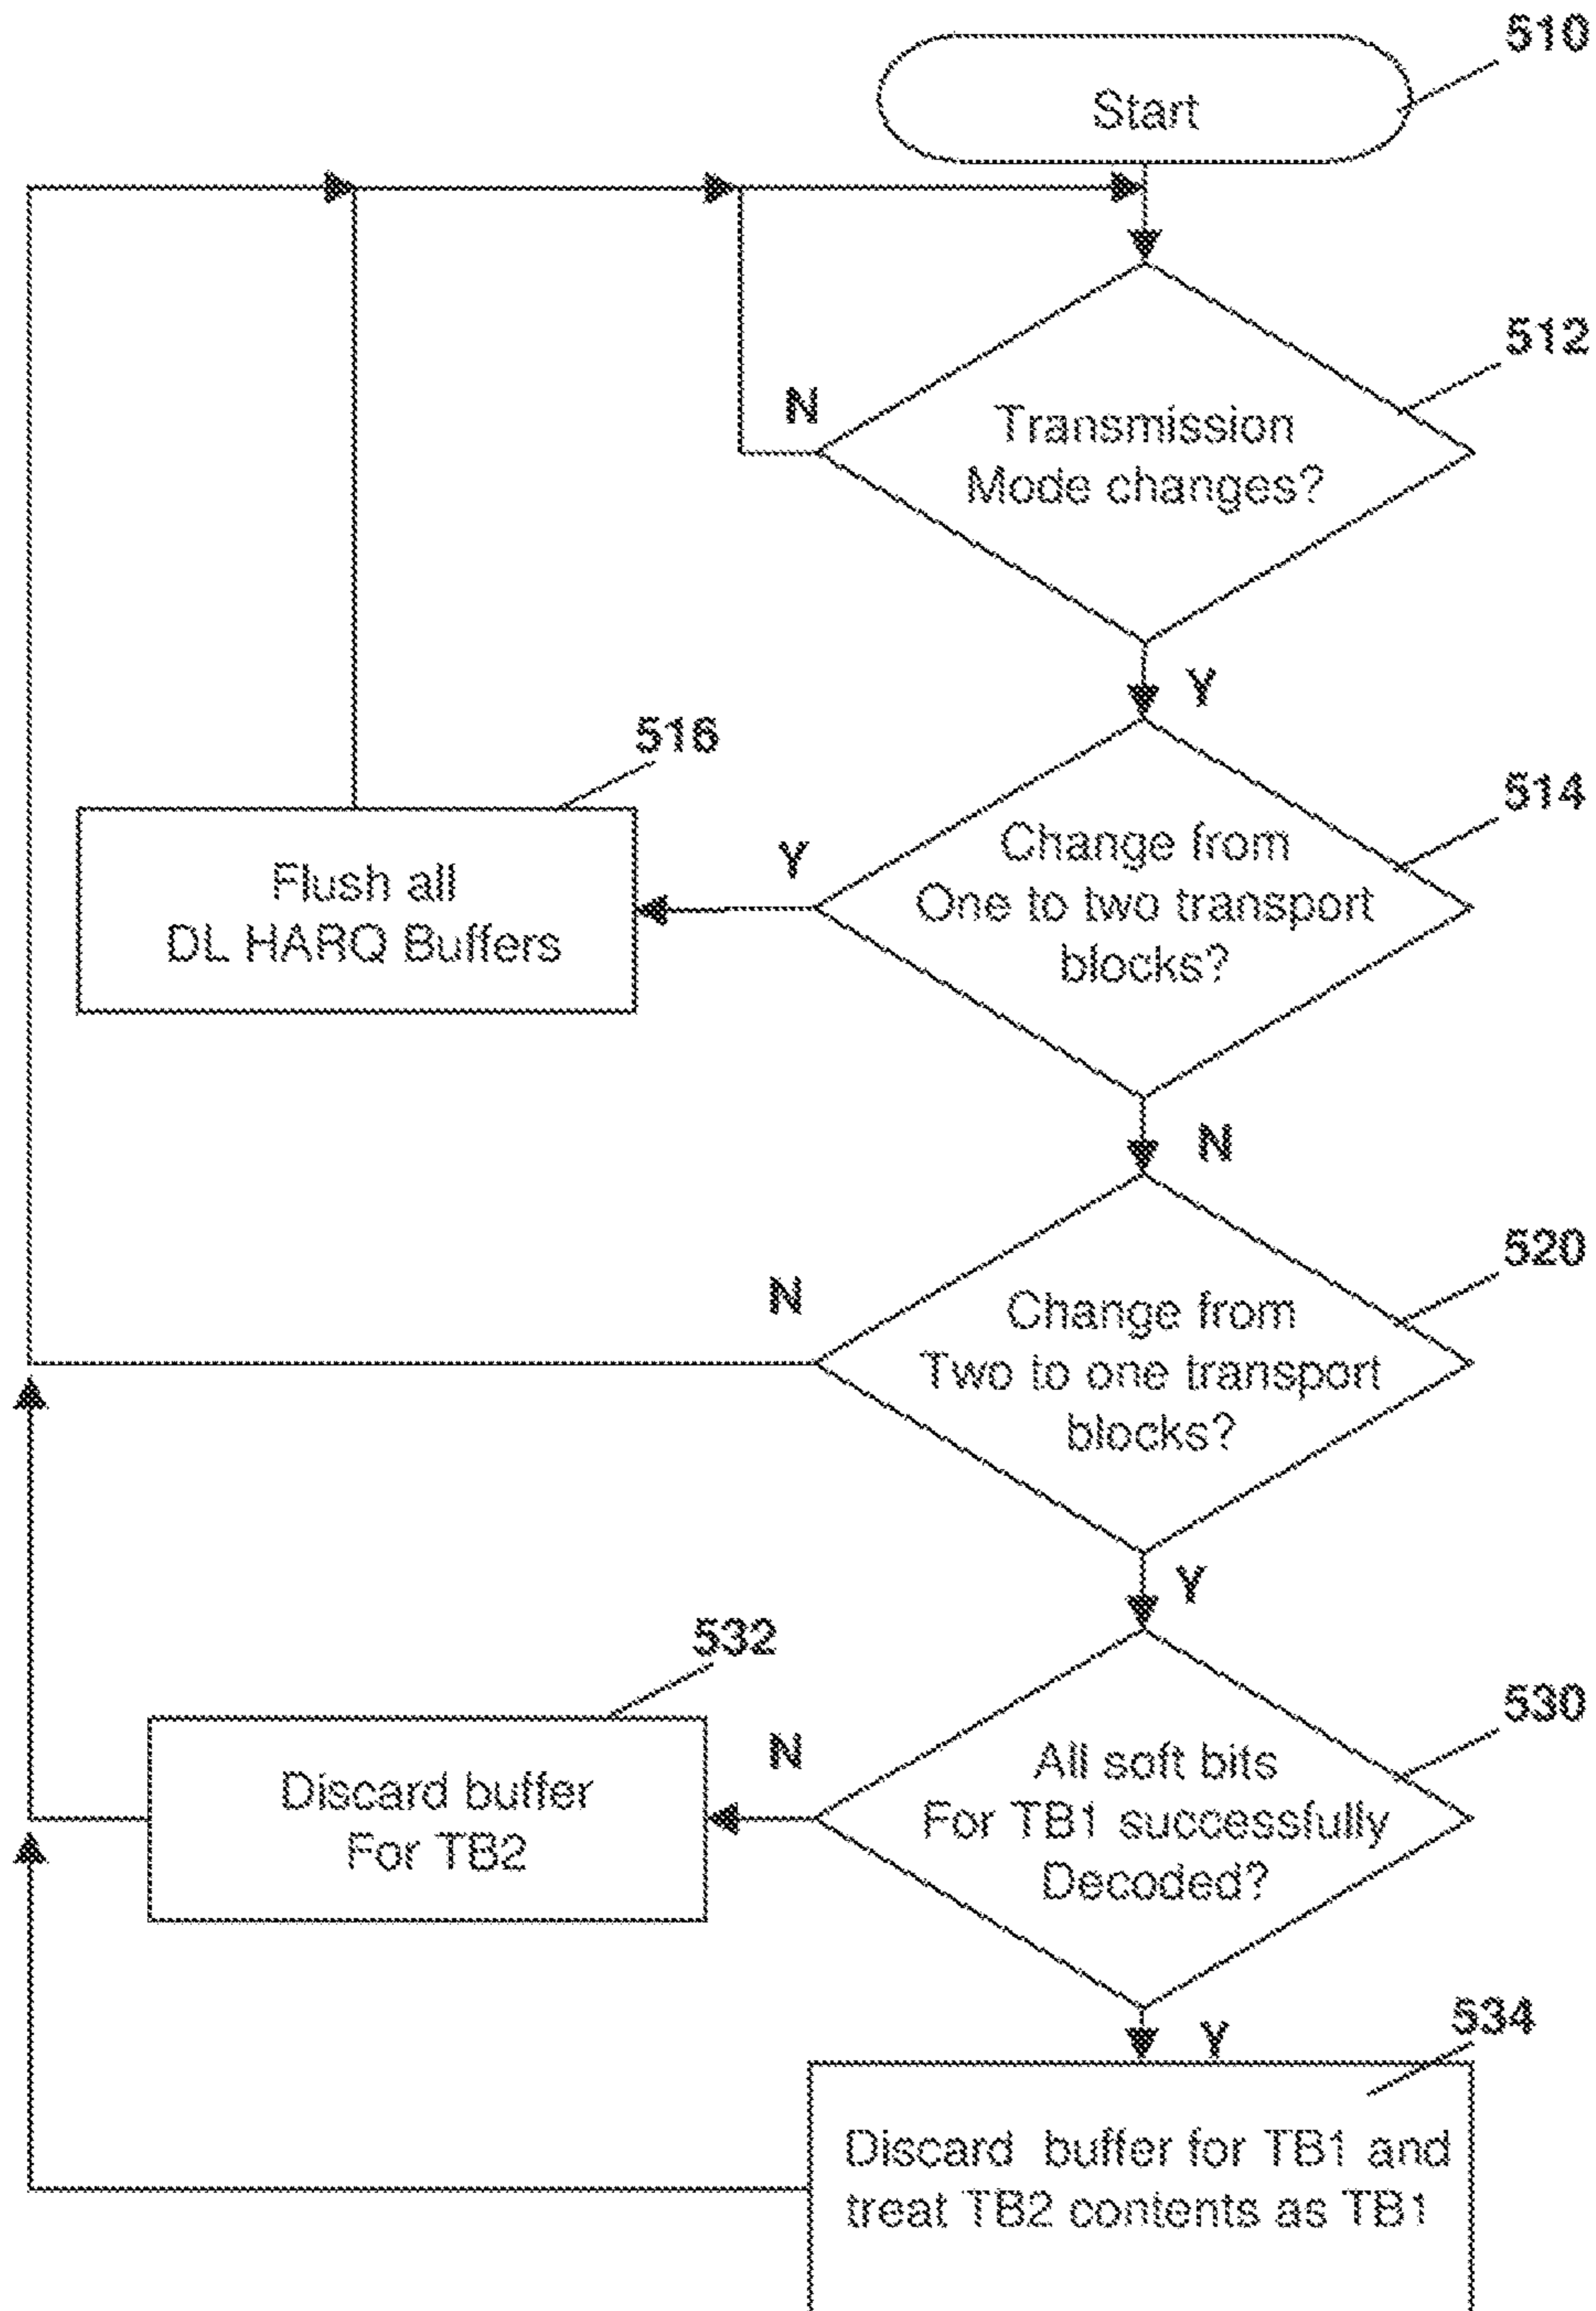 510
Start
512
N
Transmission
Mode changes?
Y
516
514
Flush all
DL HARQ Buffers
Y
Change from
One to two transport
blocks?
N
520
N
Change from
Two to one transport
blocks?
Y
532
530
Discard buffer
For TB2
N
All soft bits
For TB1 successfully
Decoded?
Y
534
Discard buffer for TB1 and
treat TB2 contents as TB1